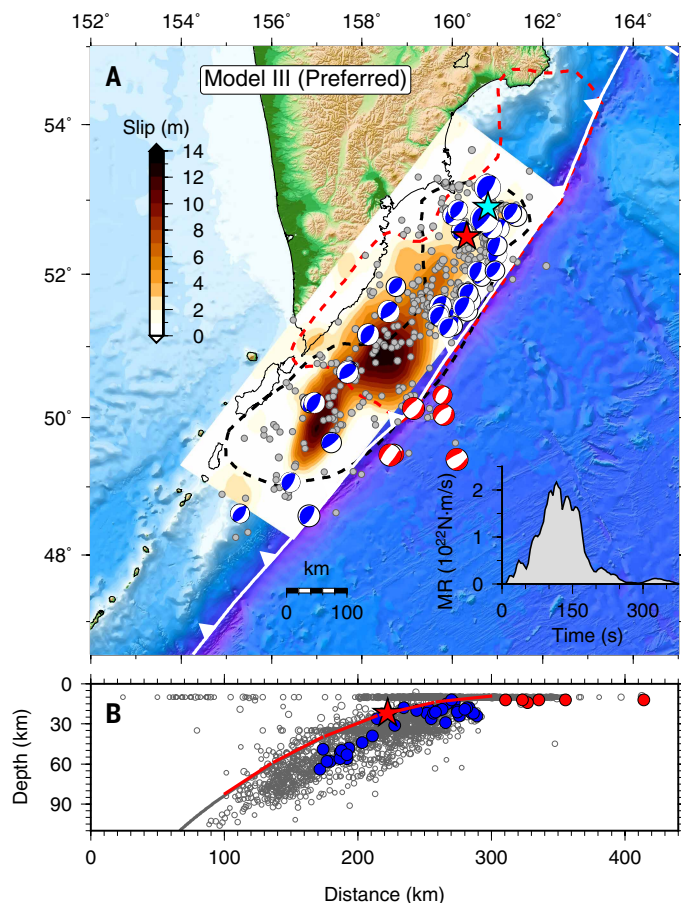 152° 154° 156° 158° 160° 162° 164°
A
Model III (Preferred)
Slip (m)
14
12
10
8
6
4
2
0
54°
52°
50°
48°
km
0 100
MR (10²²N·m/s)
2
1
0
0 150 300
Time (s)
B
Depth (km)
0
30
60
90
0 100 200 300 400
Distance (km)